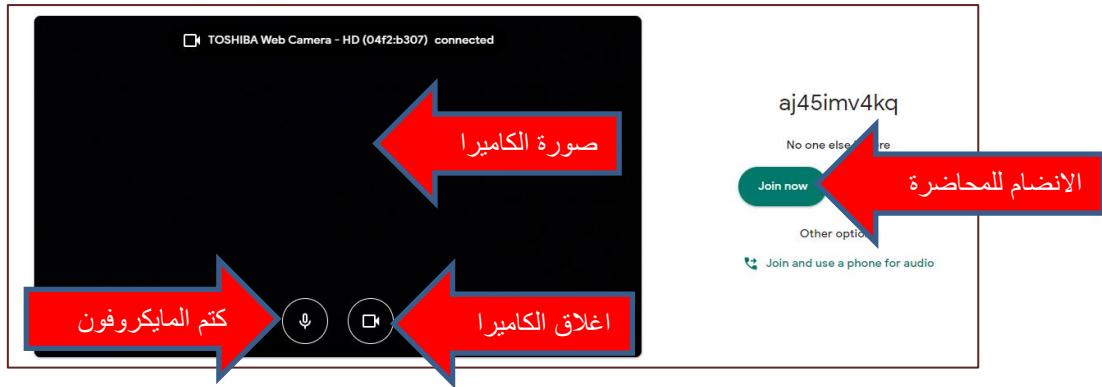 TOSHIBA Web Camera - HD (04f2:b307) connected
صورة الكاميرا
كتم المايكروفون
اغلاق الكاميرا
aj45imv4kq
No one else re
Join now
الانضام للمحاضرة
Other optio
Join and use a phone for audio